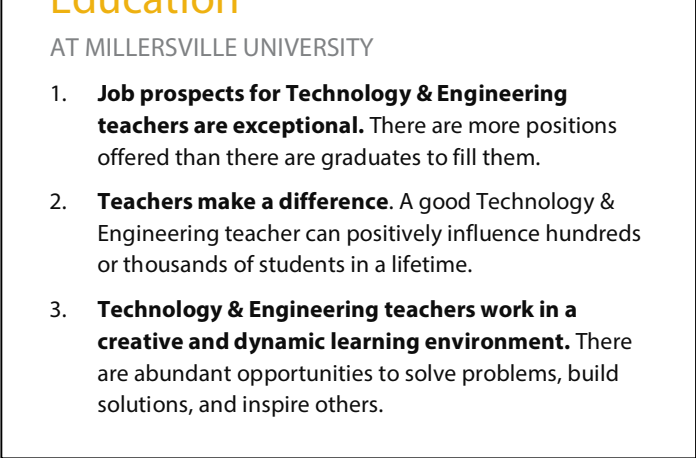 Education
AT MILLERSVILLE UNIVERSITY
1. Job prospects for Technology & Engineering
teachers are exceptional. There are more positions
offered than there are graduates to fill them.
2. Teachers make a difference. A good Technology &
Engineering teacher can positively influence hundreds
or thousands of students in a lifetime.
3. Technology & Engineering teachers work in a
creative and dynamic learning environment. There
are abundant opportunities to solve problems, build
solutions, and inspire others.